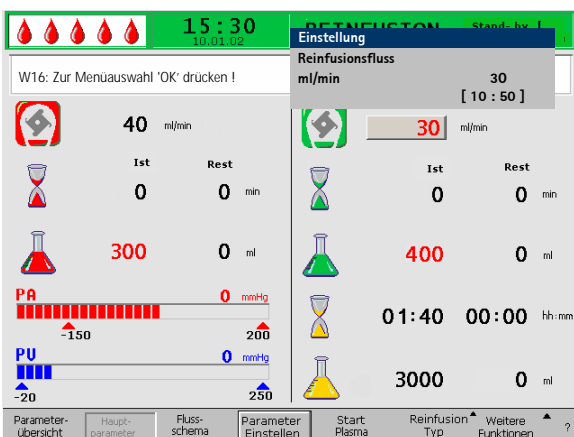 15:30
10.01.02
REINFUSION
Stand-by
W16: Zur Menüauswahl 'OK' drücken !
Einstellung
Reinfusionsfluss
ml/min 30
[ 10 : 50 ]
40 ml/min
30 ml/min
Ist Rest
0 0 min
Ist Rest
0 0 min
300 0 ml
400 0 ml
PA 0 mmHg
-150 200
01:40 00:00 hh:mm
PV 0 mmHg
-20 250
3000 0 ml
Parameter-
übersicht
Haupt-
parameter
Fluss-
schema
Parameter
Einstellen
Start
Plasma
Reinfusion
Typ
Weitere
Funktionen
?